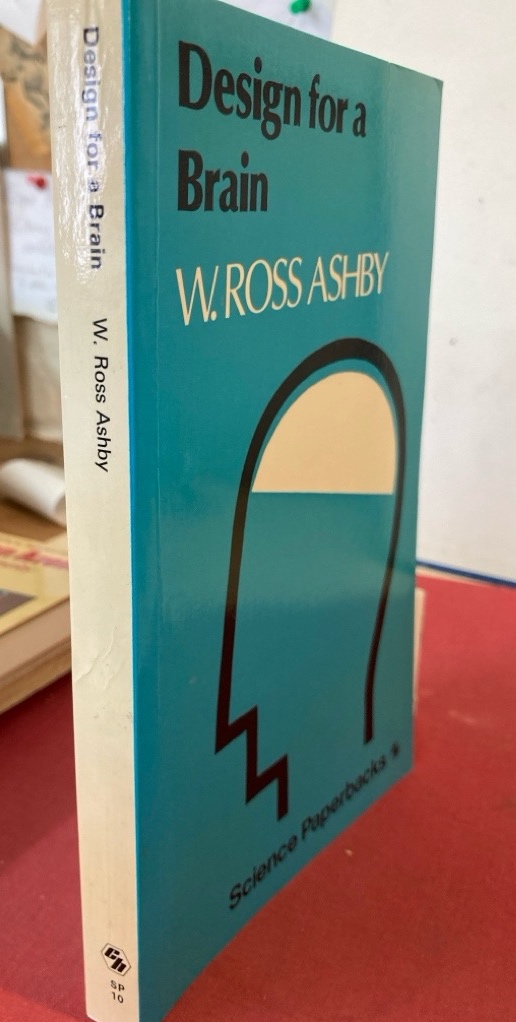 Design for a Brain
W. Ross Ashby
SP
10
Design for a
Brain
W. ROSS ASHBY
Science Paperbacks